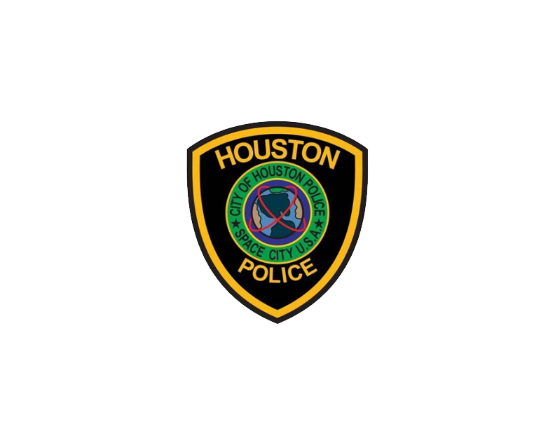 HOUSTON
CITY OF HOUSTON POLICE
★ SPACE CITY U.S.A. ★
POLICE